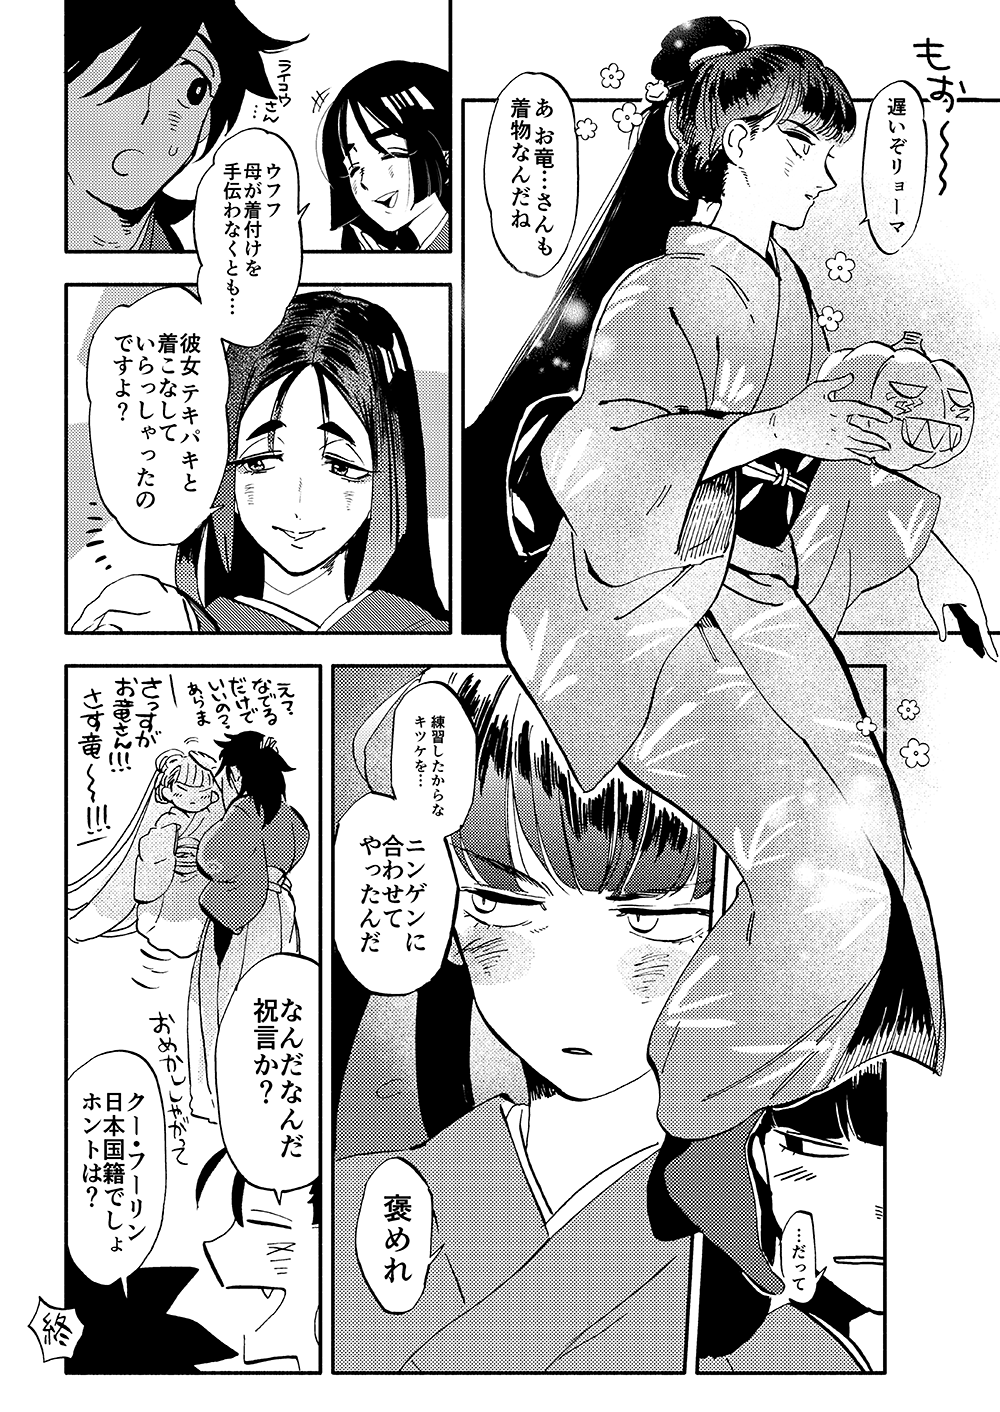 もお〜〜
遅いぞリョーマ
あ お竜…さんも
着物なんだね
ライコウ
さん
…
ウフフ
母が着付けを
手伝わなくとも…
彼女テキパキと
着こなして
いらっしゃったの
ですよ？
…だって
練習したからな
キツケを…
ニンゲンに
合わせて
やったんだ
褒めれ
えっ
なでる
だけで
いいの？
あらま
さっすが
お竜さん!!!
さす竜
〜〜!!!
なんだなんだ
祝言か？
おめかししゃがって
クー・フーリン
日本国籍でしょ
ホントは？
終